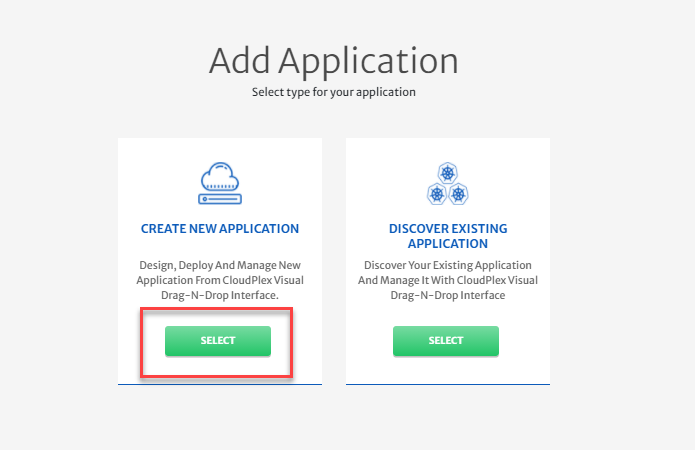 Add Application
Select type for your application
CREATE NEW APPLICATION
Design, Deploy And Manage New
Application From CloudPlex Visual
Drag-N-Drop Interface.
SELECT
DISCOVER EXISTING
APPLICATION
Discover Your Existing Application
And Manage It With CloudPlex Visual
Drag-N-Drop Interface
SELECT